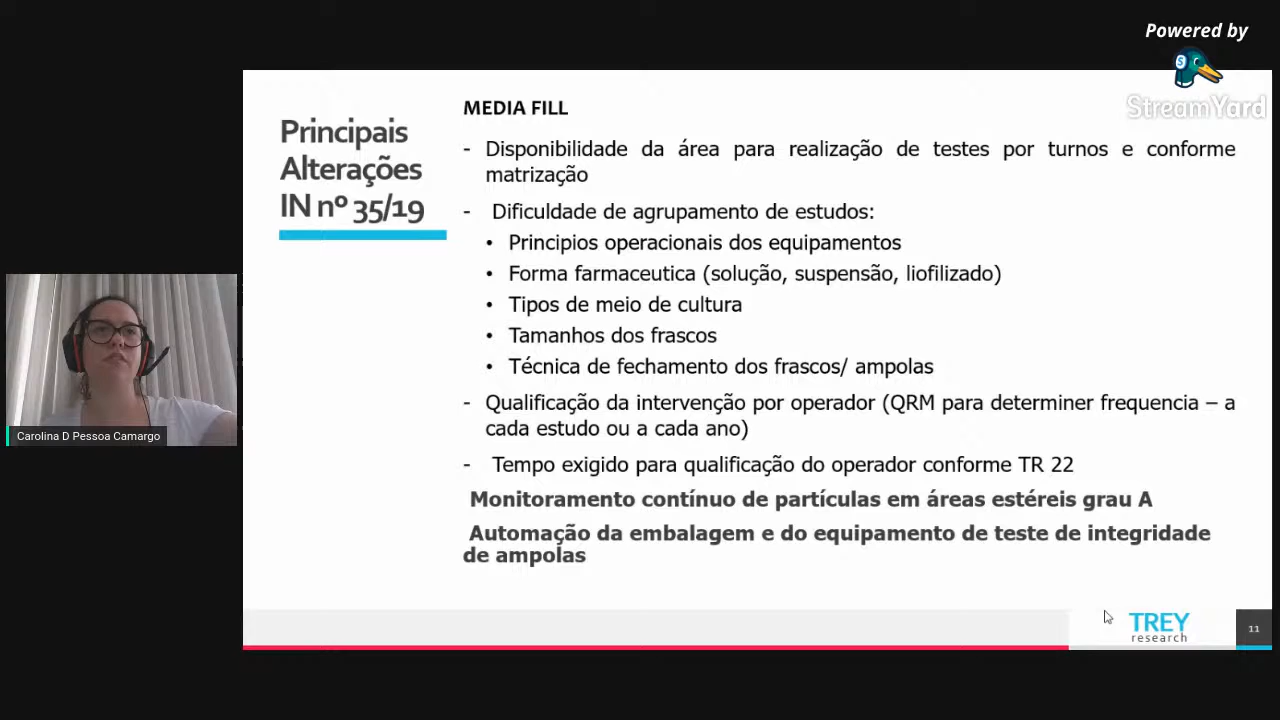 Powered by
StreamYard
Principais
Alterações
IN nº 35/19
MEDIA FILL
- Disponibilidade da área para realização de testes por turnos e conforme
matrização
- Dificuldade de agrupamento de estudos:
• Principios operacionais dos equipamentos
• Forma farmaceutica (solução, suspensão, liofilizado)
• Tipos de meio de cultura
• Tamanhos dos frascos
• Técnica de fechamento dos frascos/ ampolas
- Qualificação da intervenção por operador (QRM para determiner frequencia – a
cada estudo ou a cada ano)
- Tempo exigido para qualificação do operador conforme TR 22
Monitoramento contínuo de partículas em áreas estéreis grau A
Automação da embalagem e do equipamento de teste de integridade
de ampolas
Carolina D Pessoa Camargo
TREY
research
11